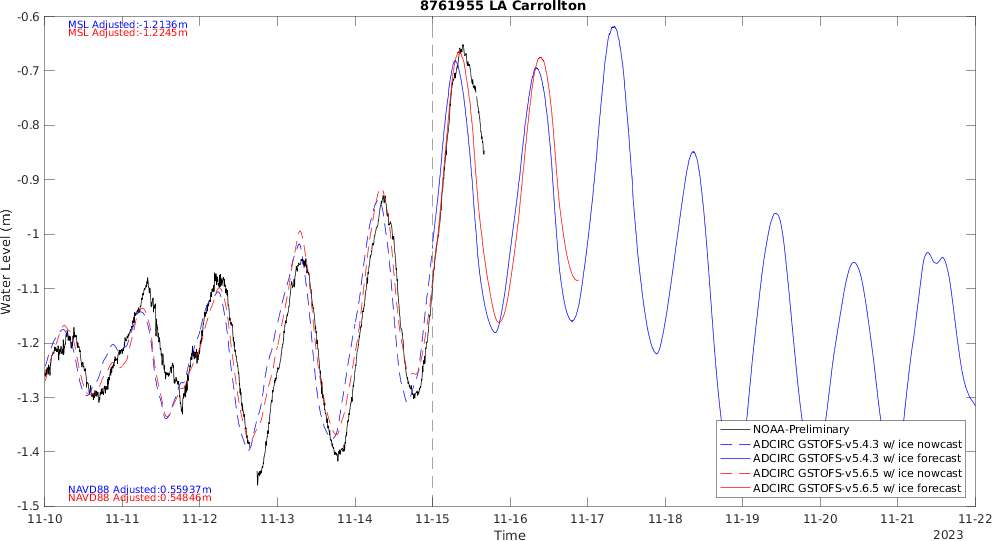 8761955 LA Carrollton
MSL Adjusted:-1.2136m
MSL Adjusted:-1.2245m
-0.6
-0.7
-0.8
-0.9
-1
-1.1
-1.2
-1.3
-1.4
-1.5
Water Level (m)
NAVD88 Adjusted:0.55937m
NAVD88 Adjusted:0.54846m
NOAA-Preliminary
ADCIRC GSTOFS-v5.4.3 w/ ice nowcast
ADCIRC GSTOFS-v5.4.3 w/ ice forecast
ADCIRC GSTOFS-v5.6.5 w/ ice nowcast
ADCIRC GSTOFS-v5.6.5 w/ ice forecast
11-10 11-11 11-12 11-13 11-14 11-15 11-16 11-17 11-18 11-19 11-20 11-21 11-22
Time
2023